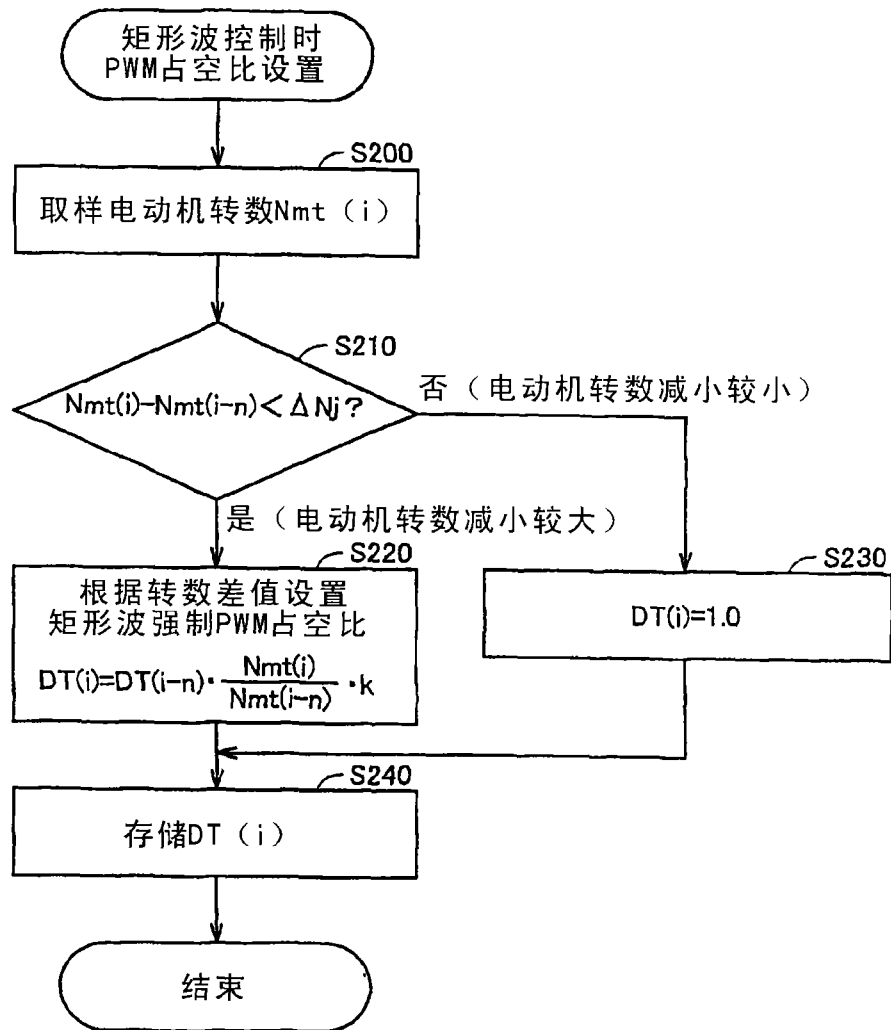 矩形波控制时
PWM占空比设置
S200
取样电动机转数Nmt（i）
S210
Nmt(i)-Nmt(i-n)<ΔNj?
否（电动机转数减小较小）
是（电动机转数减小较大）
S220
根据转数差值设置
矩形波强制PWM占空比
DT(i)=DT(i-n)·Nmt(i)/Nmt(i-n)·k
S230
DT(i)=1.0
S240
存储DT（i）
结束